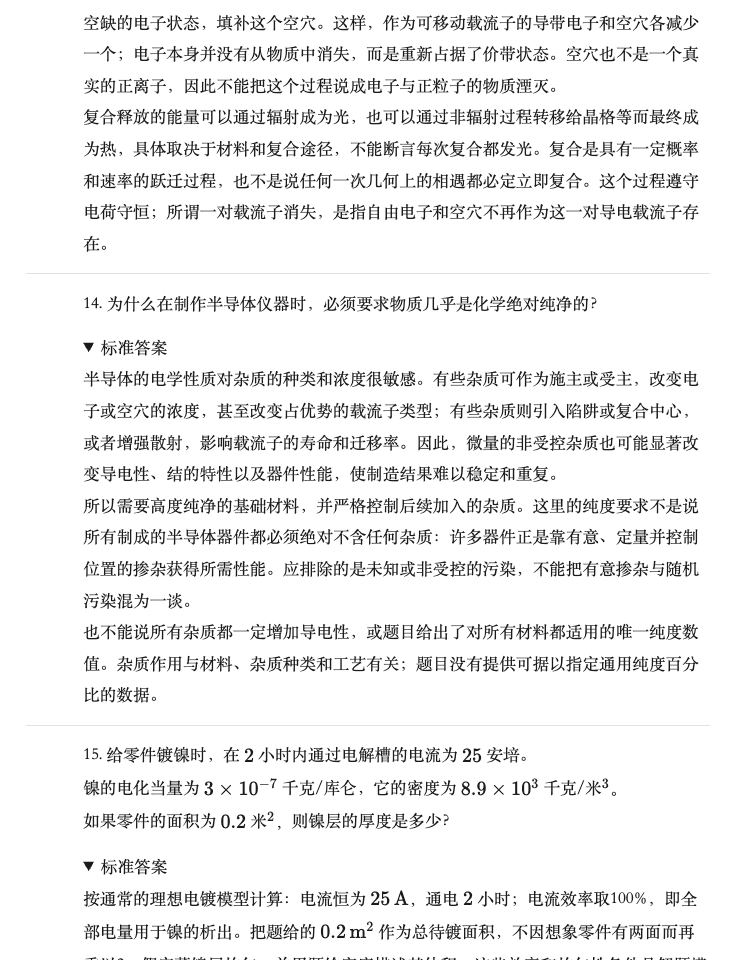 空缺的电子状态，填补这个空穴。这样，作为可移动载流子的导带电子和空穴各减少
一个；电子本身并没有从物质中消失，而是重新占据了价带状态。空穴也不是一个真
实的正离子，因此不能把这个过程说成电子与正粒子的物质湮灭。
复合释放的能量可以通过辐射成为光，也可以通过非辐射过程转移给晶格等而最终成
为热，具体取决于材料和复合途径，不能断言每次复合都发光。复合是具有一定概率
和速率的跃迁过程，也不是说任何一次几何上的相遇都必定立即复合。这个过程遵守
电荷守恒；所谓一对载流子消失，是指自由电子和空穴不再作为这一对导电载流子存
在。
14. 为什么在制作半导体仪器时，必须要求物质几乎是化学绝对纯净的?
▼ 标准答案
半导体的电学性质对杂质的种类和浓度很敏感。有些杂质可作为施主或受主，改变电
子或空穴的浓度，甚至改变占优势的载流子类型；有些杂质则引入陷阱或复合中心，
或者增强散射，影响载流子的寿命和迁移率。因此，微量的非受控杂质也可能显著改
变导电性、结的特性以及器件性能，使制造结果难以稳定和重复。
所以需要高度纯净的基础材料，并严格控制后续加入的杂质。这里的纯度要求不是说
所有制成的半导体器件都必须绝对不含任何杂质：许多器件正是靠有意、定量并控制
位置的掺杂获得所需性能。应排除的是未知或非受控的污染，不能把有意掺杂与随机
污染混为一谈。
也不能说所有杂质都一定增加导电性，或题目给出了对所有材料都适用的唯一纯度数
值。杂质作用与材料、杂质种类和工艺有关；题目没有提供可据以指定通用纯度百分
比的数据。
15. 给零件镀镍时，在 2 小时内通过电解槽的电流为 25 安培。
镍的电化当量为 3 × 10⁻⁷ 千克/库仑，它的密度为 8.9 × 10³ 千克/米³。
如果零件的面积为 0.2 米²，则镍层的厚度是多少?
▼ 标准答案
按通常的理想电镀模型计算：电流恒为 25 A，通电 2 小时；电流效率取100%，即全
部电量用于镍的析出。把题给的 0.2 m² 作为总待镀面积，不因想象零件有两面而再